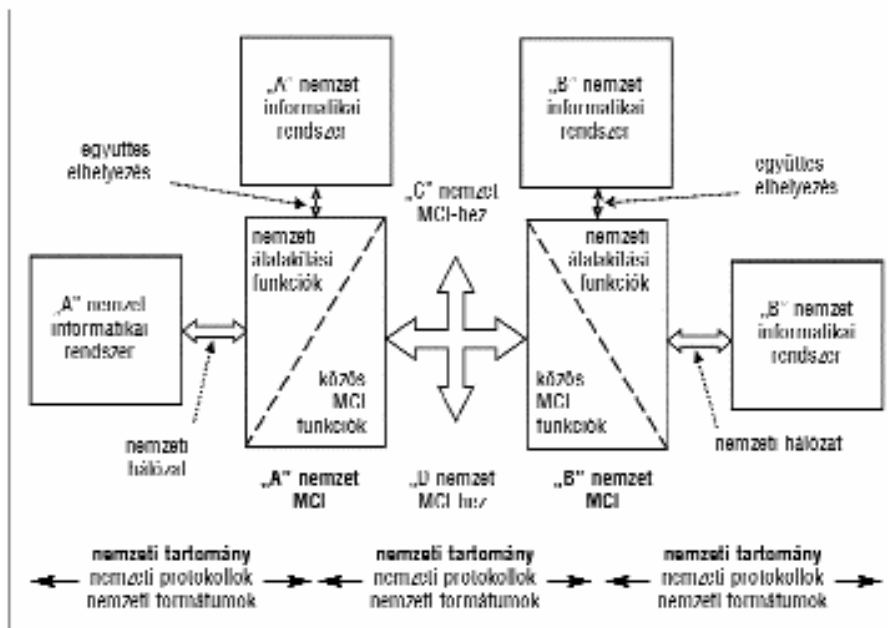 „A” nemzet
informatikai
rendszer
„B” nemzet
informatikai
rendszer
együttes
elhelyezés
„C” nemzet
MCI-hez
együttes
elhelyezés
nemzeti
átalakítási
funkciók
nemzeti
átalakítási
funkciók
„A” nemzet
informatikai
rendszer
„B” nemzet
informatikai
rendszer
közös
MCI
funkciók
közös
MCI
funkciók
nemzeti
hálózat
nemzeti hálózat
„A” nemzet
MCI
„D nemzet
MCI-hez
„B” nemzet
MCI
nemzeti tartomány
nemzeti protokollok
nemzeti formátumok
nemzeti tartomány
nemzeti protokollok
nemzeti formátumok
nemzeti tartomány
nemzeti protokollok
nemzeti formátumok